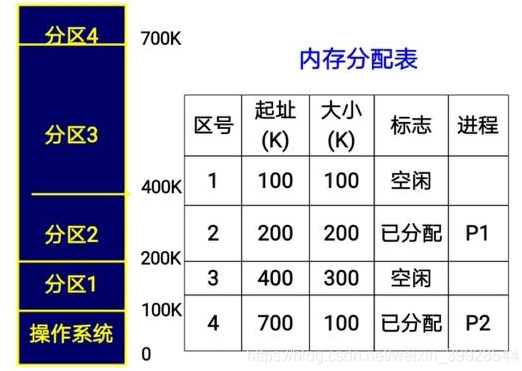 分区4
700K
分区3
400K
分区2
200K
分区1
100K
操作系统
0
内存分配表
区号 起址(K) 大小(K) 标志 进程
1 100 100 空闲
2 200 200 已分配 P1
3 400 300 空闲
4 700 100 已分配 P2
https://blog.csdn.net/weixin_39928544